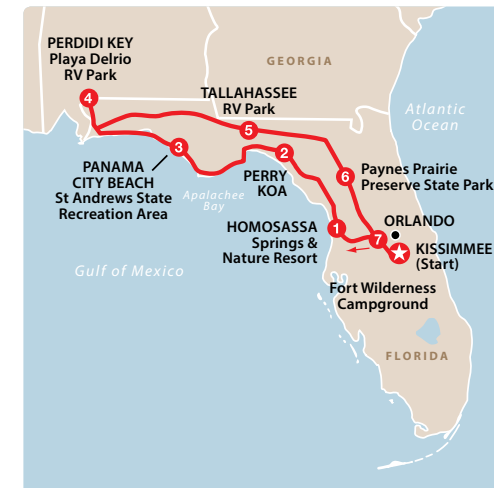 PERDIDI KEY
Playa Delrio
RV Park
GEORGIA
TALLAHASSEE
RV Park
Atlantic
Ocean
4
5
3
2
PANAMA
CITY BEACH
St Andrews State
Recreation Area
PERRY
KOA
Apalachee
Bay
6
Paynes Prairie
Preserve State Park
HOMOSASSA
Springs &
Nature Resort
1
ORLANDO
7
KISSIMMEE
(Start)
Gulf of Mexico
Fort Wilderness
Campground
FLORIDA